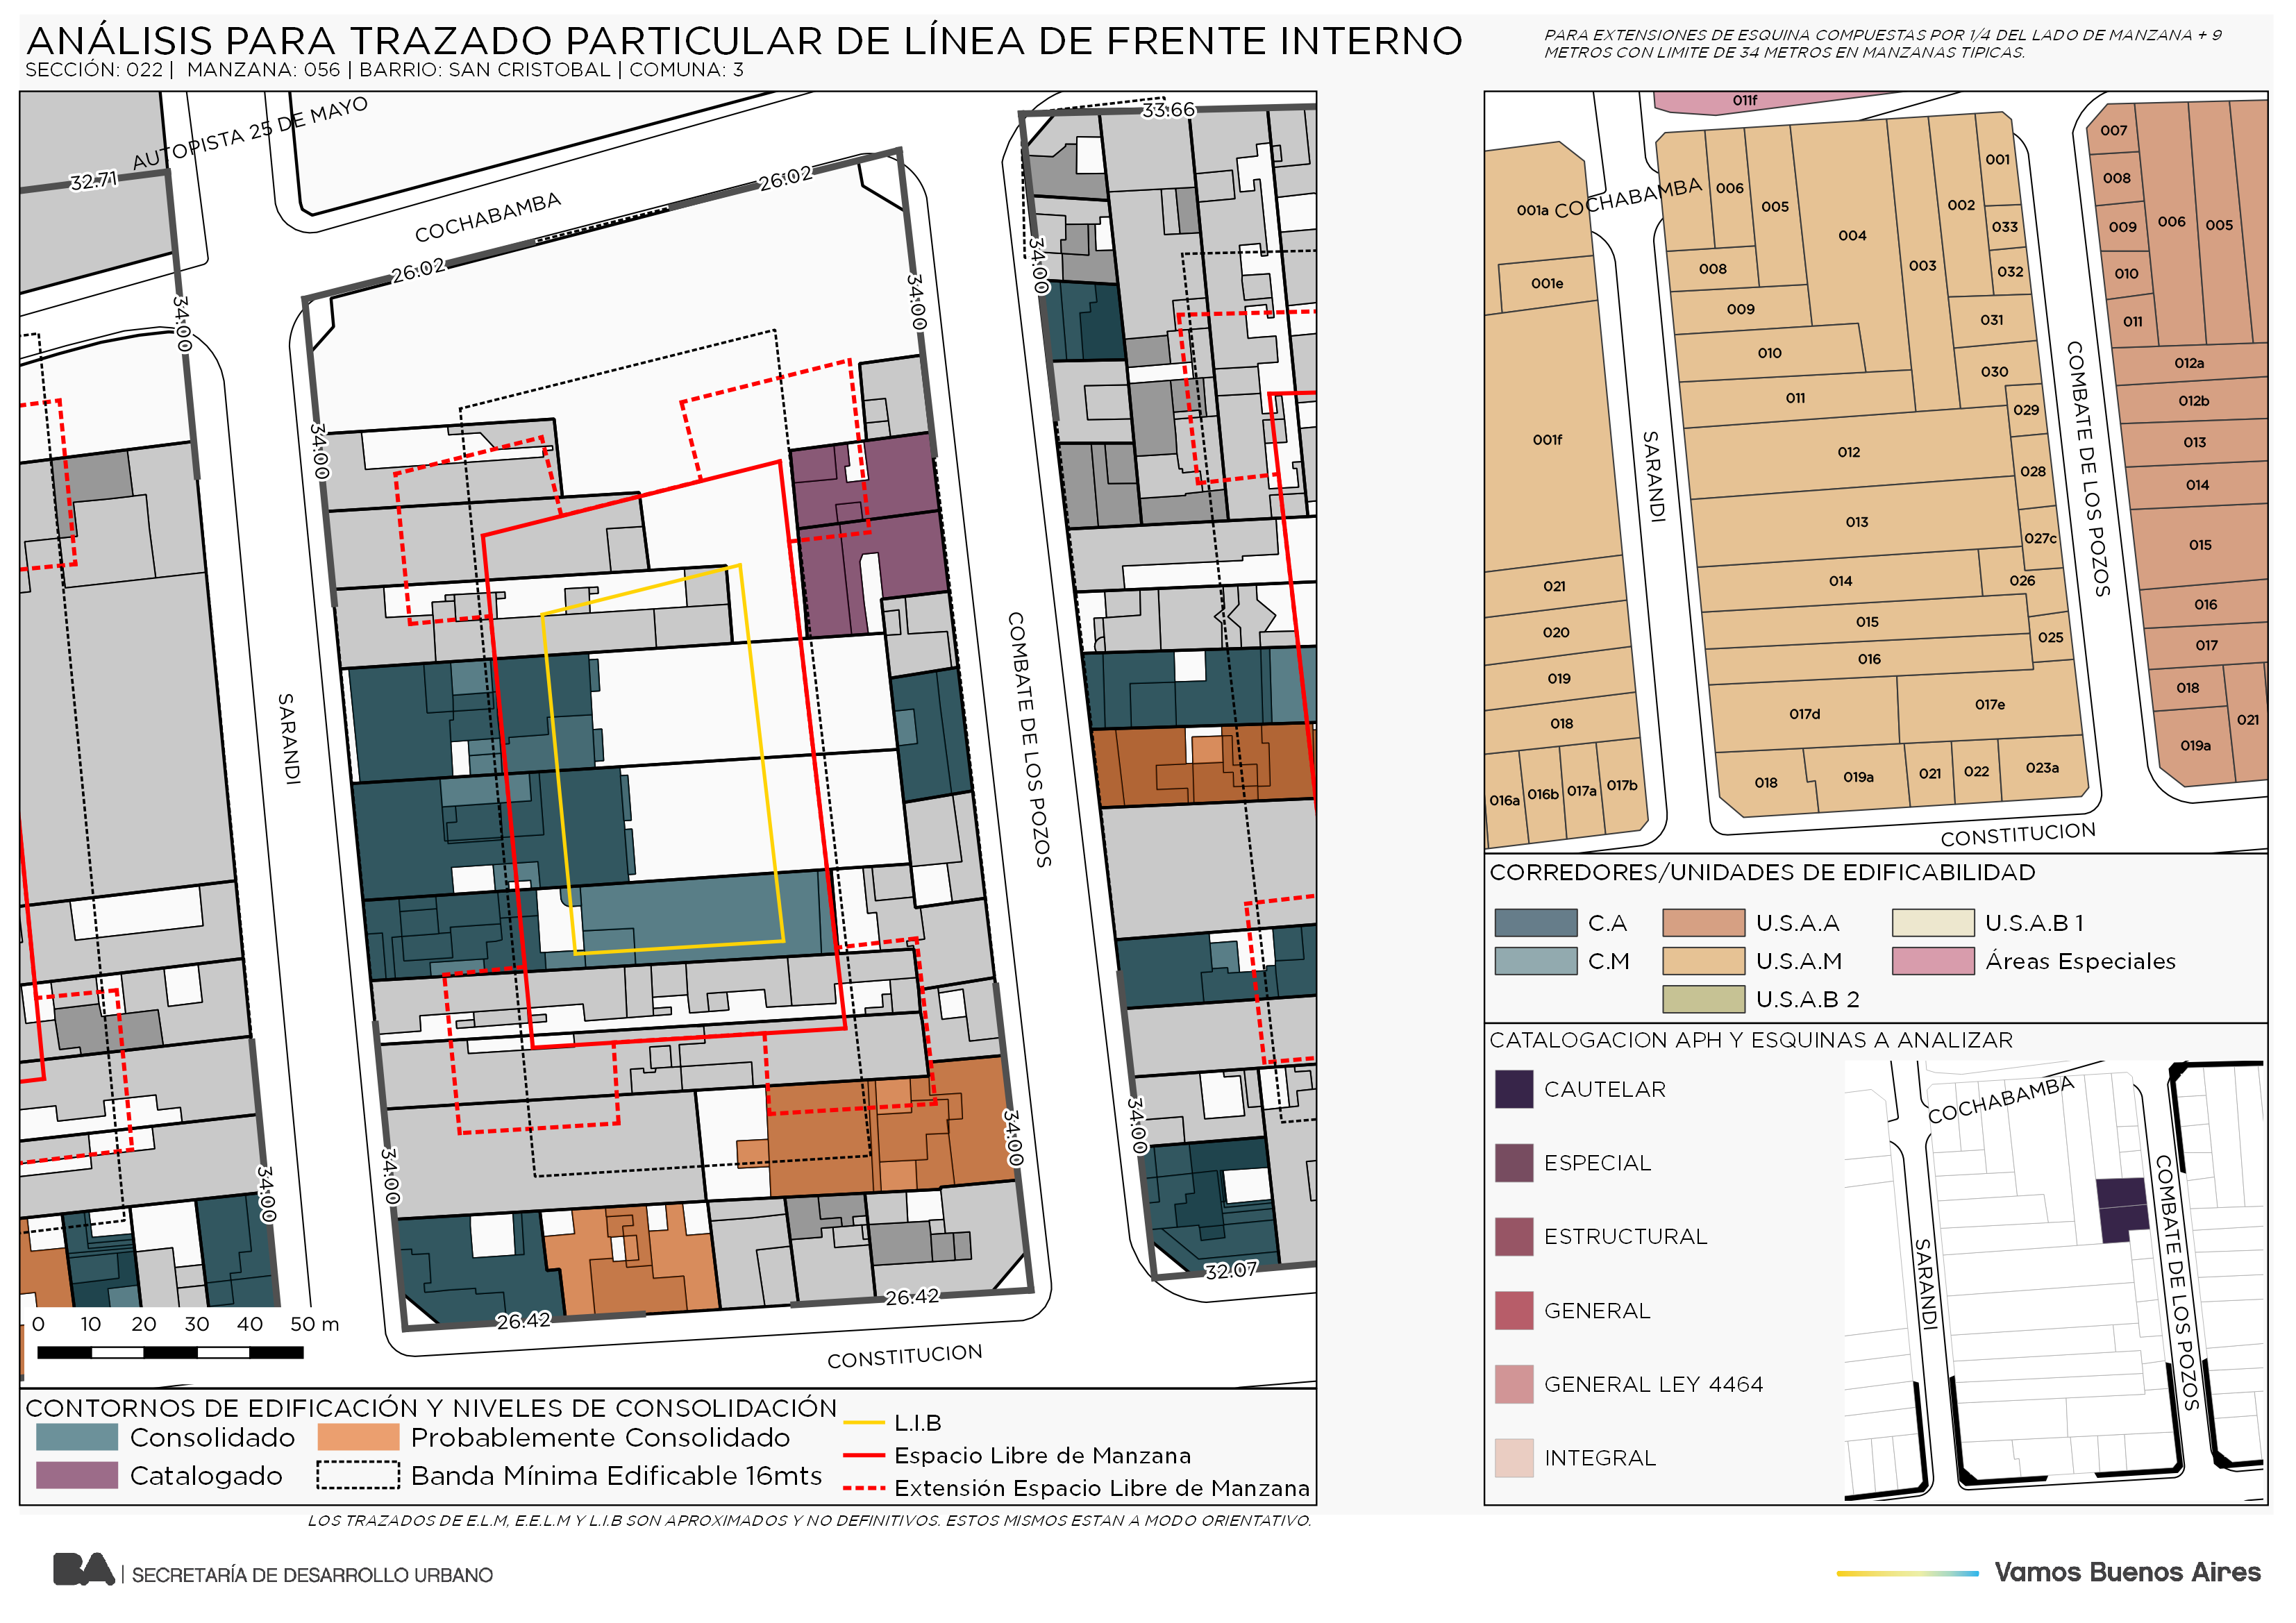 ANÁLISIS PARA TRAZADO PARTICULAR DE LÍNEA DE FRENTE INTERNO
SECCIÓN: 022 | MANZANA: 056 | BARRIO: SAN CRISTOBAL | COMUNA: 3
PARA EXTENSIONES DE ESQUINA COMPUESTAS POR 1/4 DEL LADO DE MANZANA + 9
METROS CON LIMITE DE 34 METROS EN MANZANAS TIPICAS.
AUTOPISTA 25 DE MAYO
32.71
34.00
COCHABAMBA
26.02
26.02
34.00
34.00
33.66
34.00
SARANDI
COMBATE DE LOS POZOS
34.00
34.00
34.00
34.00
26.42
26.42
32.07
CONSTITUCION
0 10 20 30 40 50 m
CONTORNOS DE EDIFICACIÓN Y NIVELES DE CONSOLIDACIÓN
Consolidado
Probablemente Consolidado
Catalogado
Banda Mínima Edificable 16mts
L.I.B
Espacio Libre de Manzana
Extensión Espacio Libre de Manzana
LOS TRAZADOS DE E.L.M, E.E.L.M Y L.I.B SON APROXIMADOS Y NO DEFINITIVOS. ESTOS MISMOS ESTAN A MODO ORIENTATIVO.
011f
COCHABAMBA
SARANDI
COMBATE DE LOS POZOS
CONSTITUCION
001a
001e
001f
021
020
019
018
016a
016b
017a
017b
006
005
004
003
002
001
033
032
031
030
029
028
027c
026
025
008
009
010
011
012
013
014
015
016
017d
017e
018
019a
021
022
023a
007
008
009
010
011
006
005
012a
012b
013
014
015
016
017
018
019a
021
CORREDORES/UNIDADES DE EDIFICABILIDAD
C.A
U.S.A.A
U.S.A.B 1
C.M
U.S.A.M
Áreas Especiales
U.S.A.B 2
CATALOGACION APH Y ESQUINAS A ANALIZAR
CAUTELAR
ESPECIAL
ESTRUCTURAL
GENERAL
GENERAL LEY 4464
INTEGRAL
COCHABAMBA
SARANDI
COMBATE DE LOS POZOS
BA | SECRETARÍA DE DESARROLLO URBANO
Vamos Buenos Aires